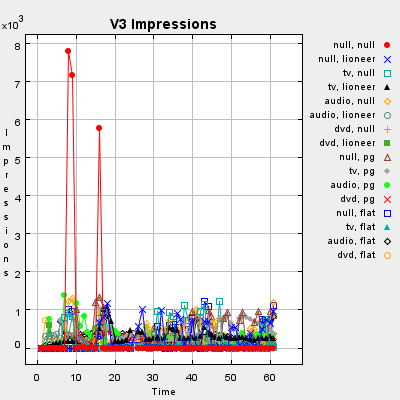 V3 Impressions
x10³
8
7
6
5
4
3
2
1
0
Impressions
0 10 20 30 40 50 60
Time
null, null
null, lioneer
tv, null
tv, lioneer
audio, null
audio, lioneer
dvd, null
dvd, lioneer
null, pg
tv, pg
audio, pg
dvd, pg
null, flat
tv, flat
audio, flat
dvd, flat